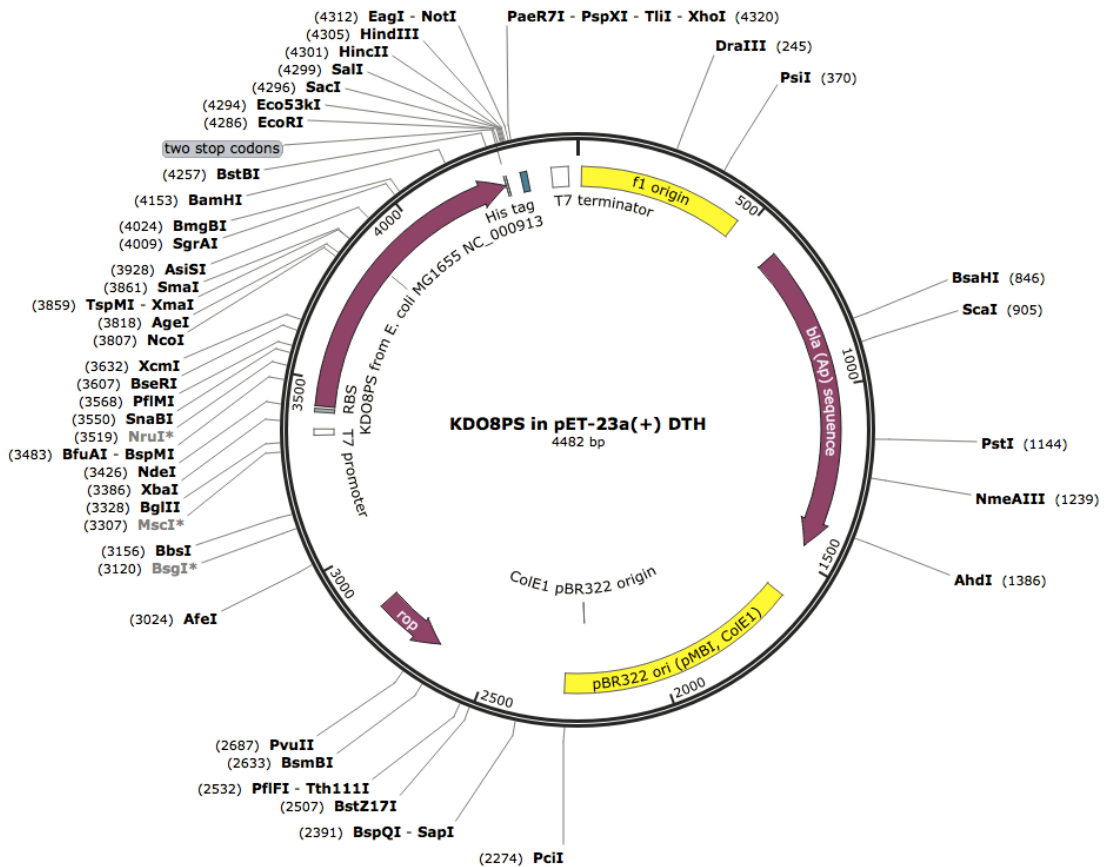 (4312) EagI - NotI
(4305) HindIII
(4301) HincII
(4299) SalI
(4296) SacI
(4294) Eco53kI
(4286) EcoRI
two stop codons
(4257) BstBI
(4153) BamHI
(4024) BmgBI
(4009) SgrAI
(3928) AsiSI
(3861) SmaI
(3859) TspMI - XmaI
(3818) AgeI
(3807) NcoI
(3632) XcmI
(3607) BseRI
(3568) PflMI
(3550) SnaBI
(3519) NruI*
(3483) BfuAI - BspMI
(3426) NdeI
(3386) XbaI
(3328) BglII
(3307) MscI*
(3156) BbsI
(3120) BsgI*
(3024) AfeI
(2687) PvuII
(2633) BsmBI
(2532) PflFI - Tth111I
(2507) BstZ17I
(2391) BspQI - SapI
(2274) PciI
PaeR7I - PspXI - TliI - XhoI (4320)
DraIII (245)
PsiI (370)
BsaHI (846)
ScaI (905)
PstI (1144)
NmeAIII (1239)
AhdI (1386)
500
1000
1500
2000
2500
3000
3500
4000
f1 origin
bla (Ap) sequence
pBR322 ori (pMBI, ColE1)
ColE1 pBR322 origin
rop
T7 promoter
RBS
KDO8PS from E. coli MG1655 NC_000913
His tag
T7 terminator
KDO8PS in pET-23a(+) DTH
4482 bp